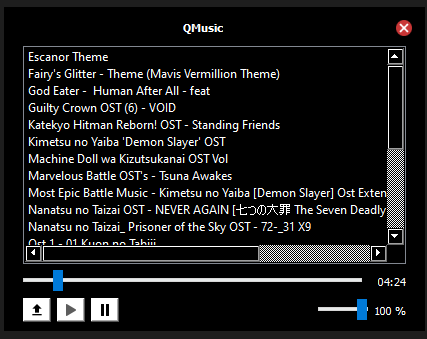 QMusic
Escanor Theme
Fairy's Glitter - Theme (Mavis Vermillion Theme)
God Eater -  Human After All - feat
Guilty Crown OST (6) - VOID
Katekyo Hitman Reborn! OST - Standing Friends
Kimetsu no Yaiba 'Demon Slayer' OST
Machine Doll wa Kizutsukanai OST Vol
Marvelous Battle OST's - Tsuna Awakes
Most Epic Battle Music - Kimetsu no Yaiba [Demon Slayer] Ost Exten
Nanatsu no Taizai OST - NEVER AGAIN [七つの大罪 The Seven Deadly
Nanatsu no Taizai_ Prisoner of the Sky OST - 72-_31 X9
Ost 1 - 01 Kuon no Tabiji
04:24
100 %